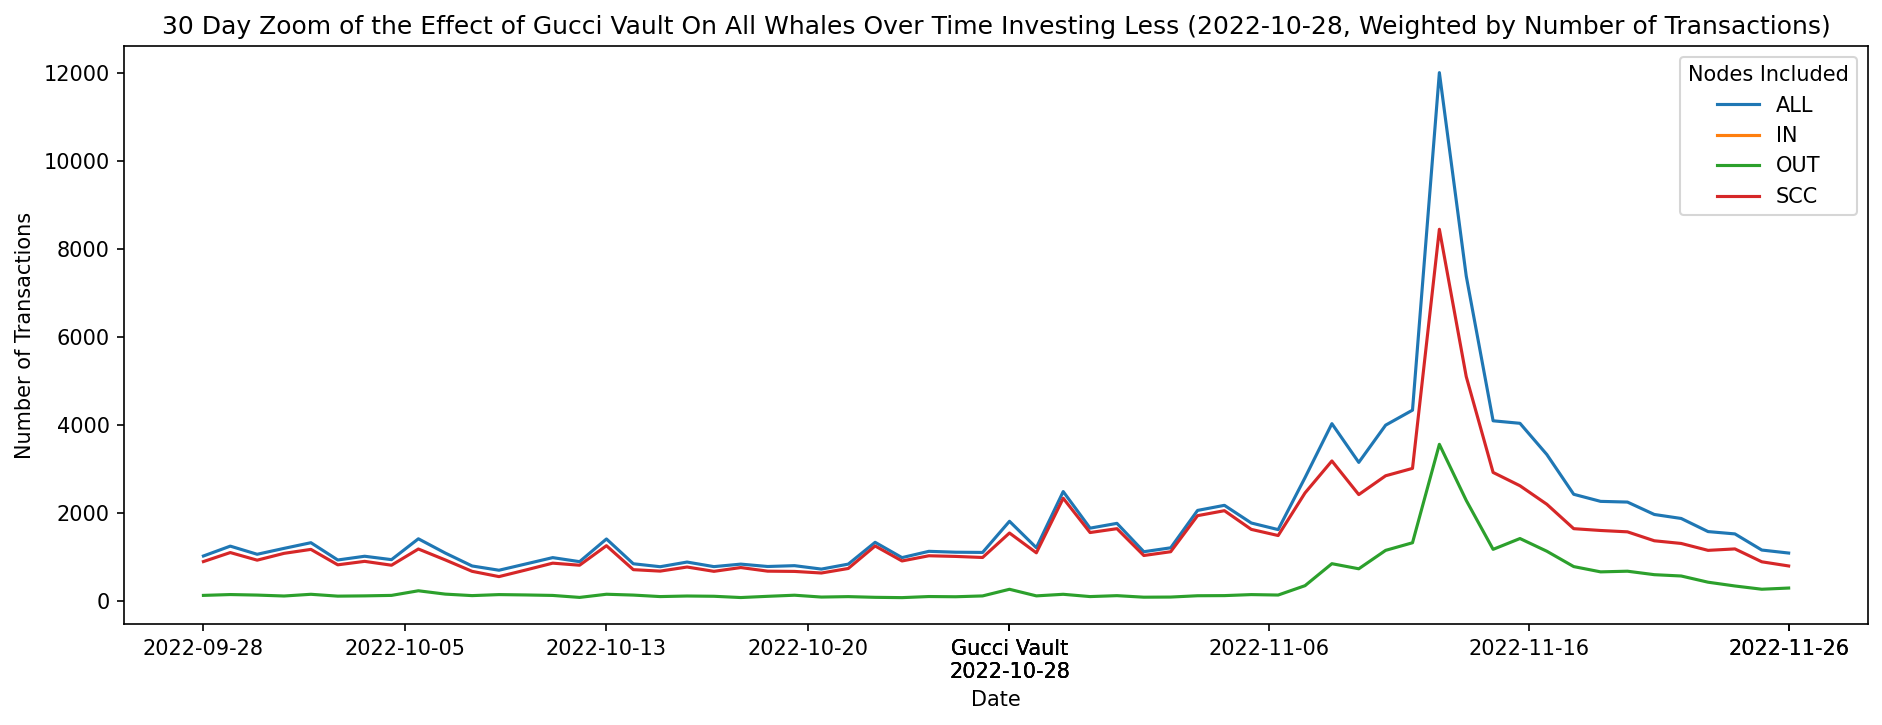 30 Day Zoom of the Effect of Gucci Vault On All Whales Over Time Investing Less (2022-10-28, Weighted by Number of Transactions)
Number of Transactions
12000
10000
8000
6000
4000
2000
0
Nodes Included
ALL
IN
OUT
SCC
2022-09-28
2022-10-05
2022-10-13
2022-10-20
Gucci Vault
2022-10-28
2022-11-06
2022-11-16
2022-11-26
Date